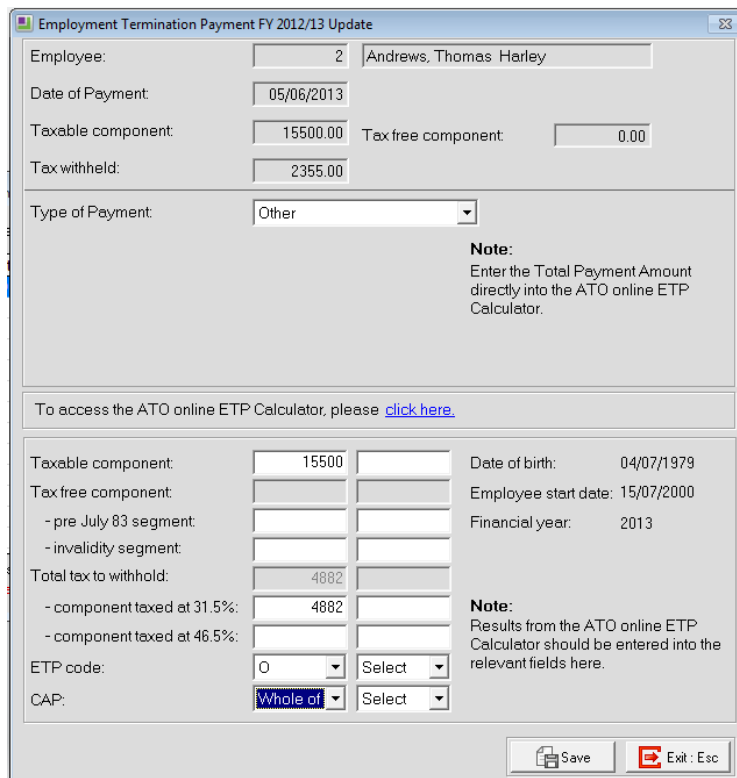 Employment Termination Payment FY 2012/13 Update
Employee: 2 Andrews, Thomas Harley
Date of Payment: 05/06/2013
Taxable component: 15500.00 Tax free component: 0.00
Tax withheld: 2355.00
Type of Payment: Other
Note:
Enter the Total Payment Amount
directly into the ATO online ETP
Calculator.
To access the ATO online ETP Calculator, please click here.
Taxable component: 15500 Date of birth: 04/07/1979
Tax free component: Employee start date: 15/07/2000
- pre July 83 segment: Financial year: 2013
- invalidity segment:
Total tax to withhold: 4882
- component taxed at 31.5%: 4882 Note:
- component taxed at 46.5%: Results from the ATO online ETP
Calculator should be entered into the
ETP code: O Select relevant fields here.
CAP: Whole of Select
Save Exit : Esc